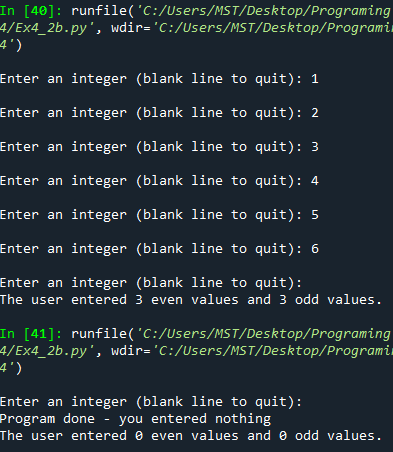 In [40]: runfile('C:/Users/MST/Desktop/Programing
4/Ex4_2b.py', wdir='C:/Users/MST/Desktop/Programi
4')
Enter an integer (blank line to quit): 1
Enter an integer (blank line to quit): 2
Enter an integer (blank line to quit): 3
Enter an integer (blank line to quit): 4
Enter an integer (blank line to quit): 5
Enter an integer (blank line to quit): 6
Enter an integer (blank line to quit):
The user entered 3 even values and 3 odd values.
In [41]: runfile('C:/Users/MST/Desktop/Programing
4/Ex4_2b.py', wdir='C:/Users/MST/Desktop/Programi
4')
Enter an integer (blank line to quit):
Program done - you entered nothing
The user entered 0 even values and 0 odd values.